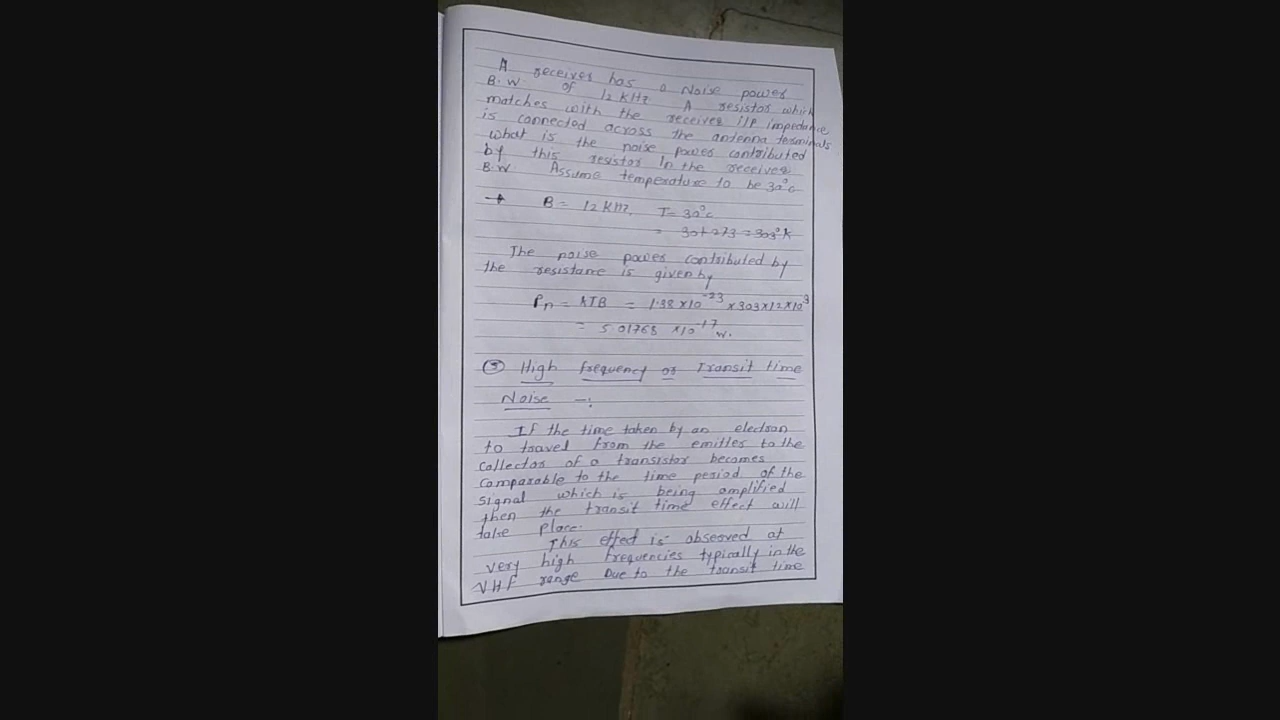 A receiver has a Noise power
B.W. of 12 KHz A resistor which
matches with the receiver i/p impedance
is connected across the antenna terminals
what is the noise power contributed
by this resistor In the receiver
B.W Assume temperature to be 30°c
→ B = 12 KHz, T = 30°c
= 30+273 = 303°K
The noise power contributed by
the resistance is given by
Pn = KTB = 1.38 x10^-23 x 303 x 12 x 10^3
= 5.01768 x10^-17 w.
③ High frequency or Transit time
Noise -:
If the time taken by an electron
to travel from the emitter to the
collector of a transistor becomes
comparable to the time period of the
signal which is being amplified
then the transit time effect will
take place.
This effect is observed at
very high frequencies typically in the
VHF range Due to the transit time